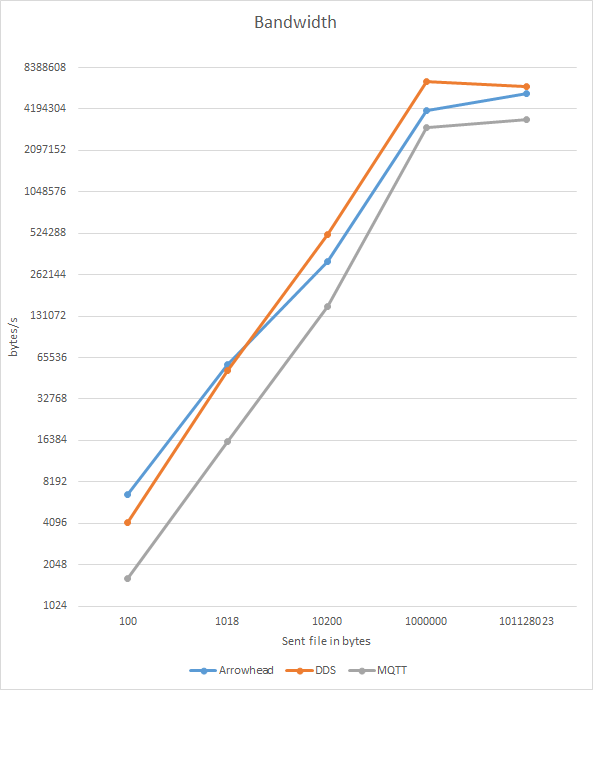 Bandwidth
8388608
4194304
2097152
1048576
524288
262144
131072
65536
32768
16384
8192
4096
2048
1024
bytes/s
100 1018 10200 1000000 101128023
Sent file in bytes
Arrowhead DDS MQTT